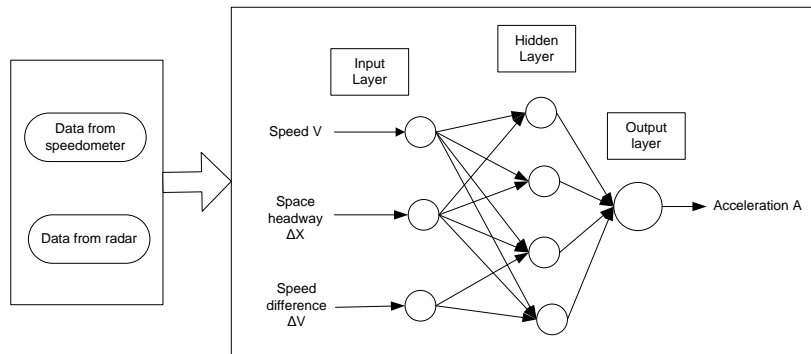 Data from
speedometer
Data from radar
Input
Layer
Hidden
Layer
Output
layer
Speed V
Space
headway
ΔX
Speed
difference
ΔV
Acceleration A